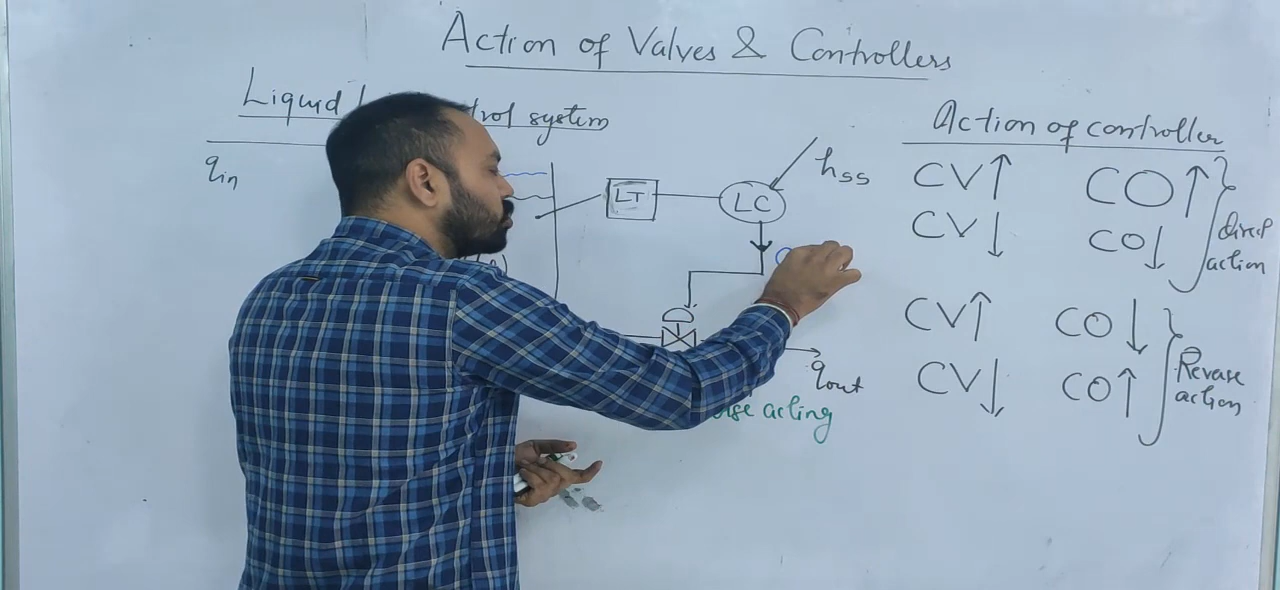 Action of Valves & Controllers
Liquid trol system
Action of controller
qin
LT
LC
hss
CV↑ CO↑
CV↓ CO↓
direct
action
CV↑ CO↓
CV↓ CO↑
Revase
action
qout
acting